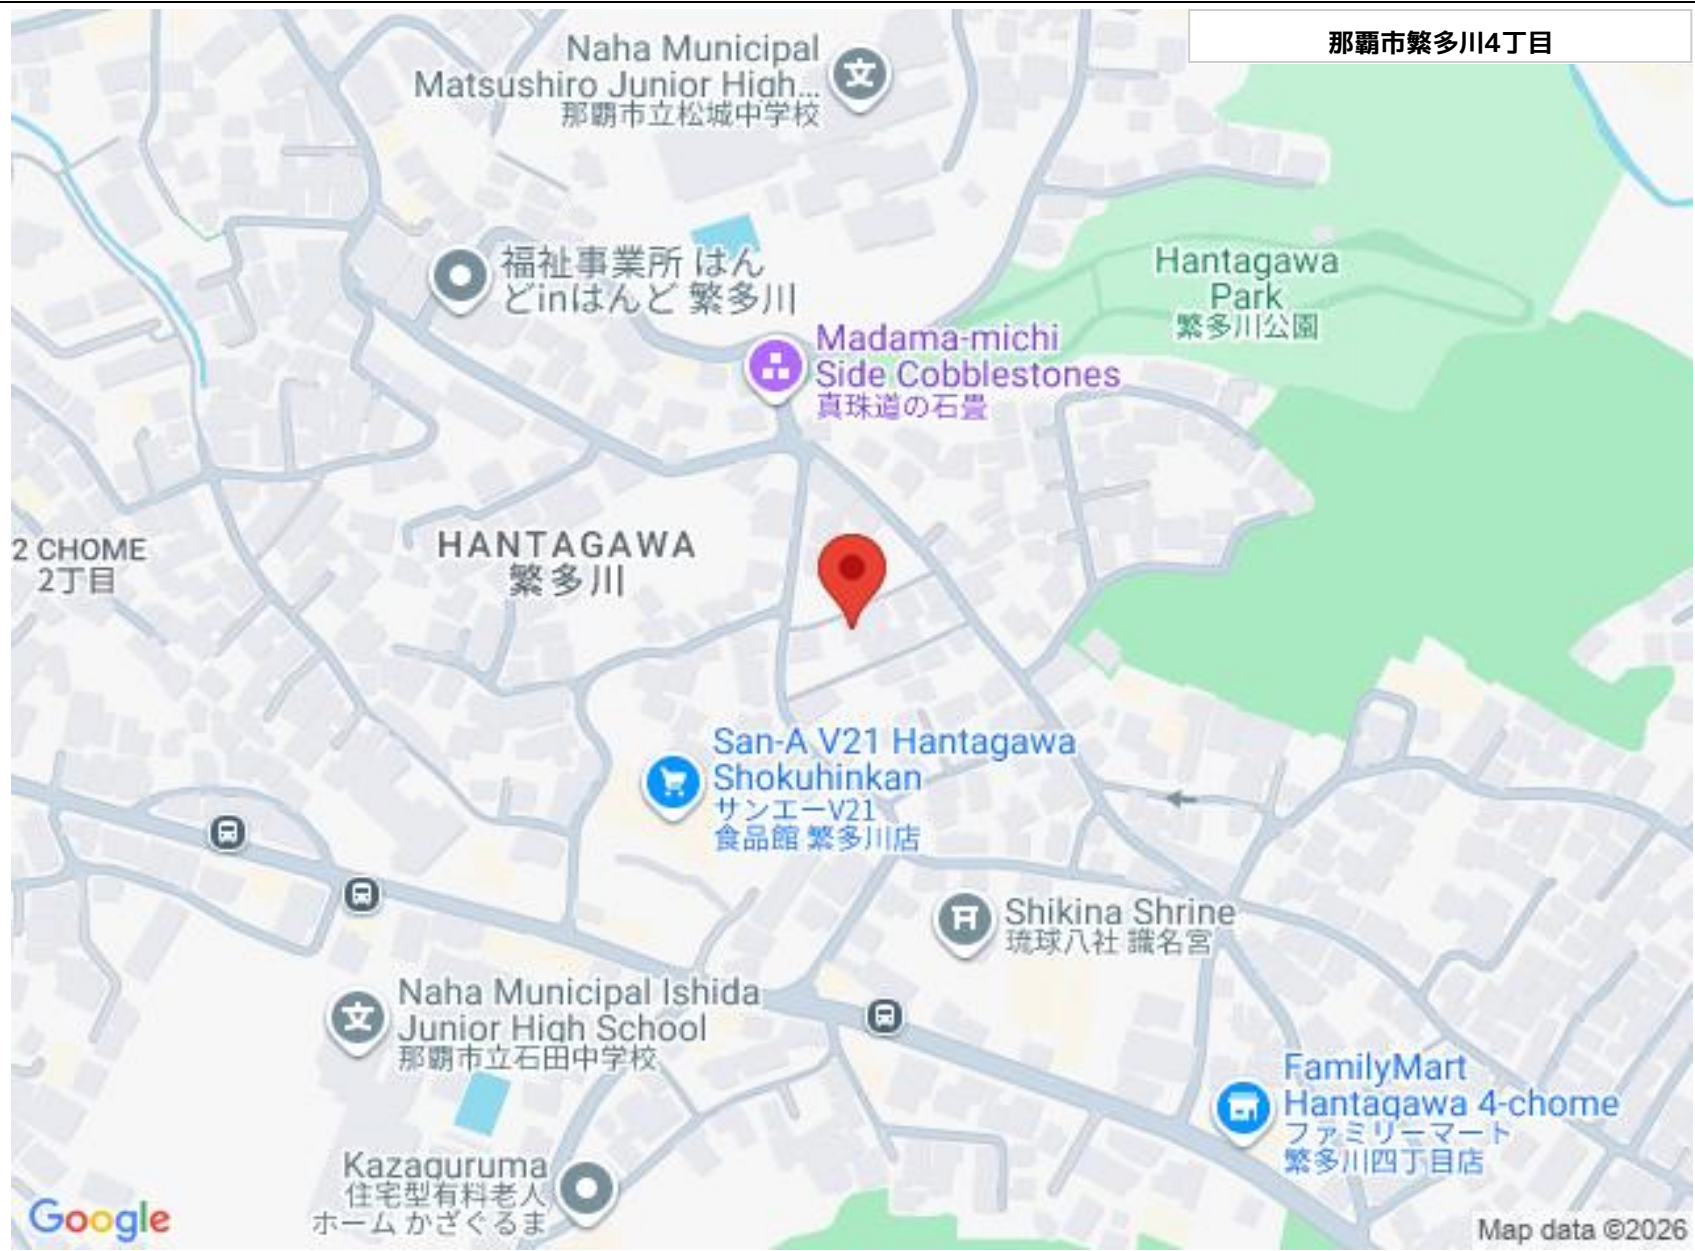 那覇市繁多川4丁目
Naha Municipal
Matsushiro Junior High...
那覇市立松城中学校
福祉事業所 はん
どinはんど 繁多川
Hantagawa
Park
繁多川公園
Madama-michi
Side Cobblestones
真珠道の石畳
2 CHOME
2丁目
HANTAGAWA
繁多川
San-A V21 Hantagawa
Shokuhinkan
サンエーV21
食品館 繁多川店
Shikina Shrine
琉球八社 識名宮
Naha Municipal Ishida
Junior High School
那覇市立石田中学校
FamilyMart
Hantagawa 4-chome
ファミリーマート
繁多川四丁目店
Kazaguruma
住宅型有料老人
ホーム かざぐるま
Google
Map data ©2026